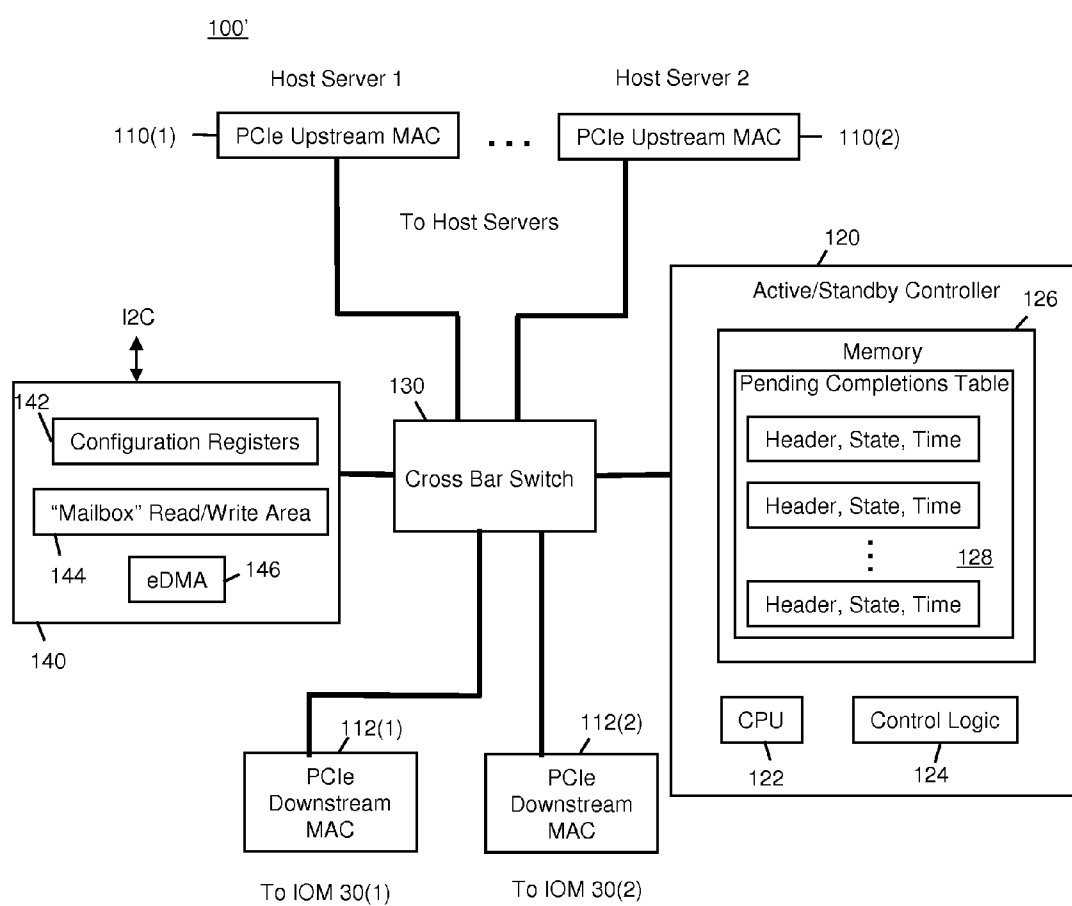 100'
Host Server 1
Host Server 2
110(1)
PCIe Upstream MAC
...
PCIe Upstream MAC
110(2)
To Host Servers
120
Active/Standby Controller
126
Memory
Pending Completions Table
Header, State, Time
Header, State, Time
128
Header, State, Time
CPU
Control Logic
122
124
I2C
142
Configuration Registers
"Mailbox" Read/Write Area
144
eDMA
146
140
130
Cross Bar Switch
112(1)
PCIe
Downstream
MAC
To IOM 30(1)
112(2)
PCIe
Downstream
MAC
To IOM 30(2)